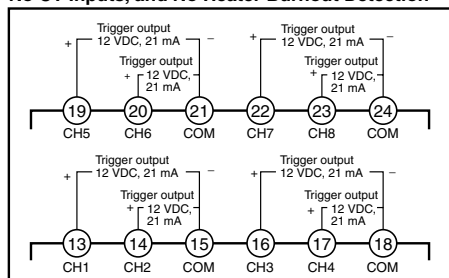 No CT Inputs, and No Heater Burnout Detection
Trigger output Trigger output
+ 12 VDC, 21 mA − + 12 VDC, 21 mA −
Trigger output Trigger output
+ 12 VDC, + 12 VDC,
21 mA 21 mA
19 20 21 22 23 24
CH5 CH6 COM CH7 CH8 COM
Trigger output Trigger output
+ 12 VDC, 21 mA − + 12 VDC, 21 mA −
Trigger output Trigger output
+ 12 VDC, + 12 VDC,
21 mA 21 mA
13 14 15 16 17 18
CH1 CH2 COM CH3 CH4 COM